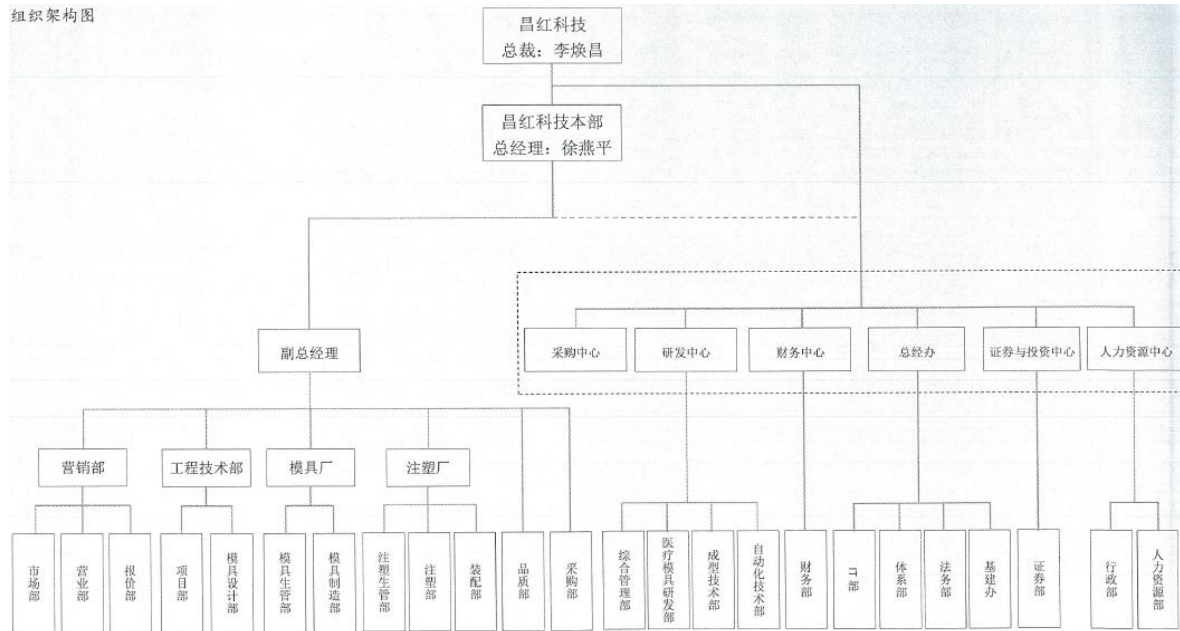 组织架构图
昌红科技
总裁：李焕昌
昌红科技本部
总经理：徐燕平
副总经理
采购中心
研发中心
财务中心
总经办
证券与投资中心
人力资源中心
营销部
工程技术部
模具厂
注塑厂
市场部
营业部
报价部
项目部
模具设计部
模具生管部
模具制造部
注塑生管部
注塑部
装配部
品质部
采购部
综合管理部
医疗模具研发部
成型技术部
自动化技术部
财务部
IT部
体系部
法务部
基建办
证券部
行政部
人力资源部